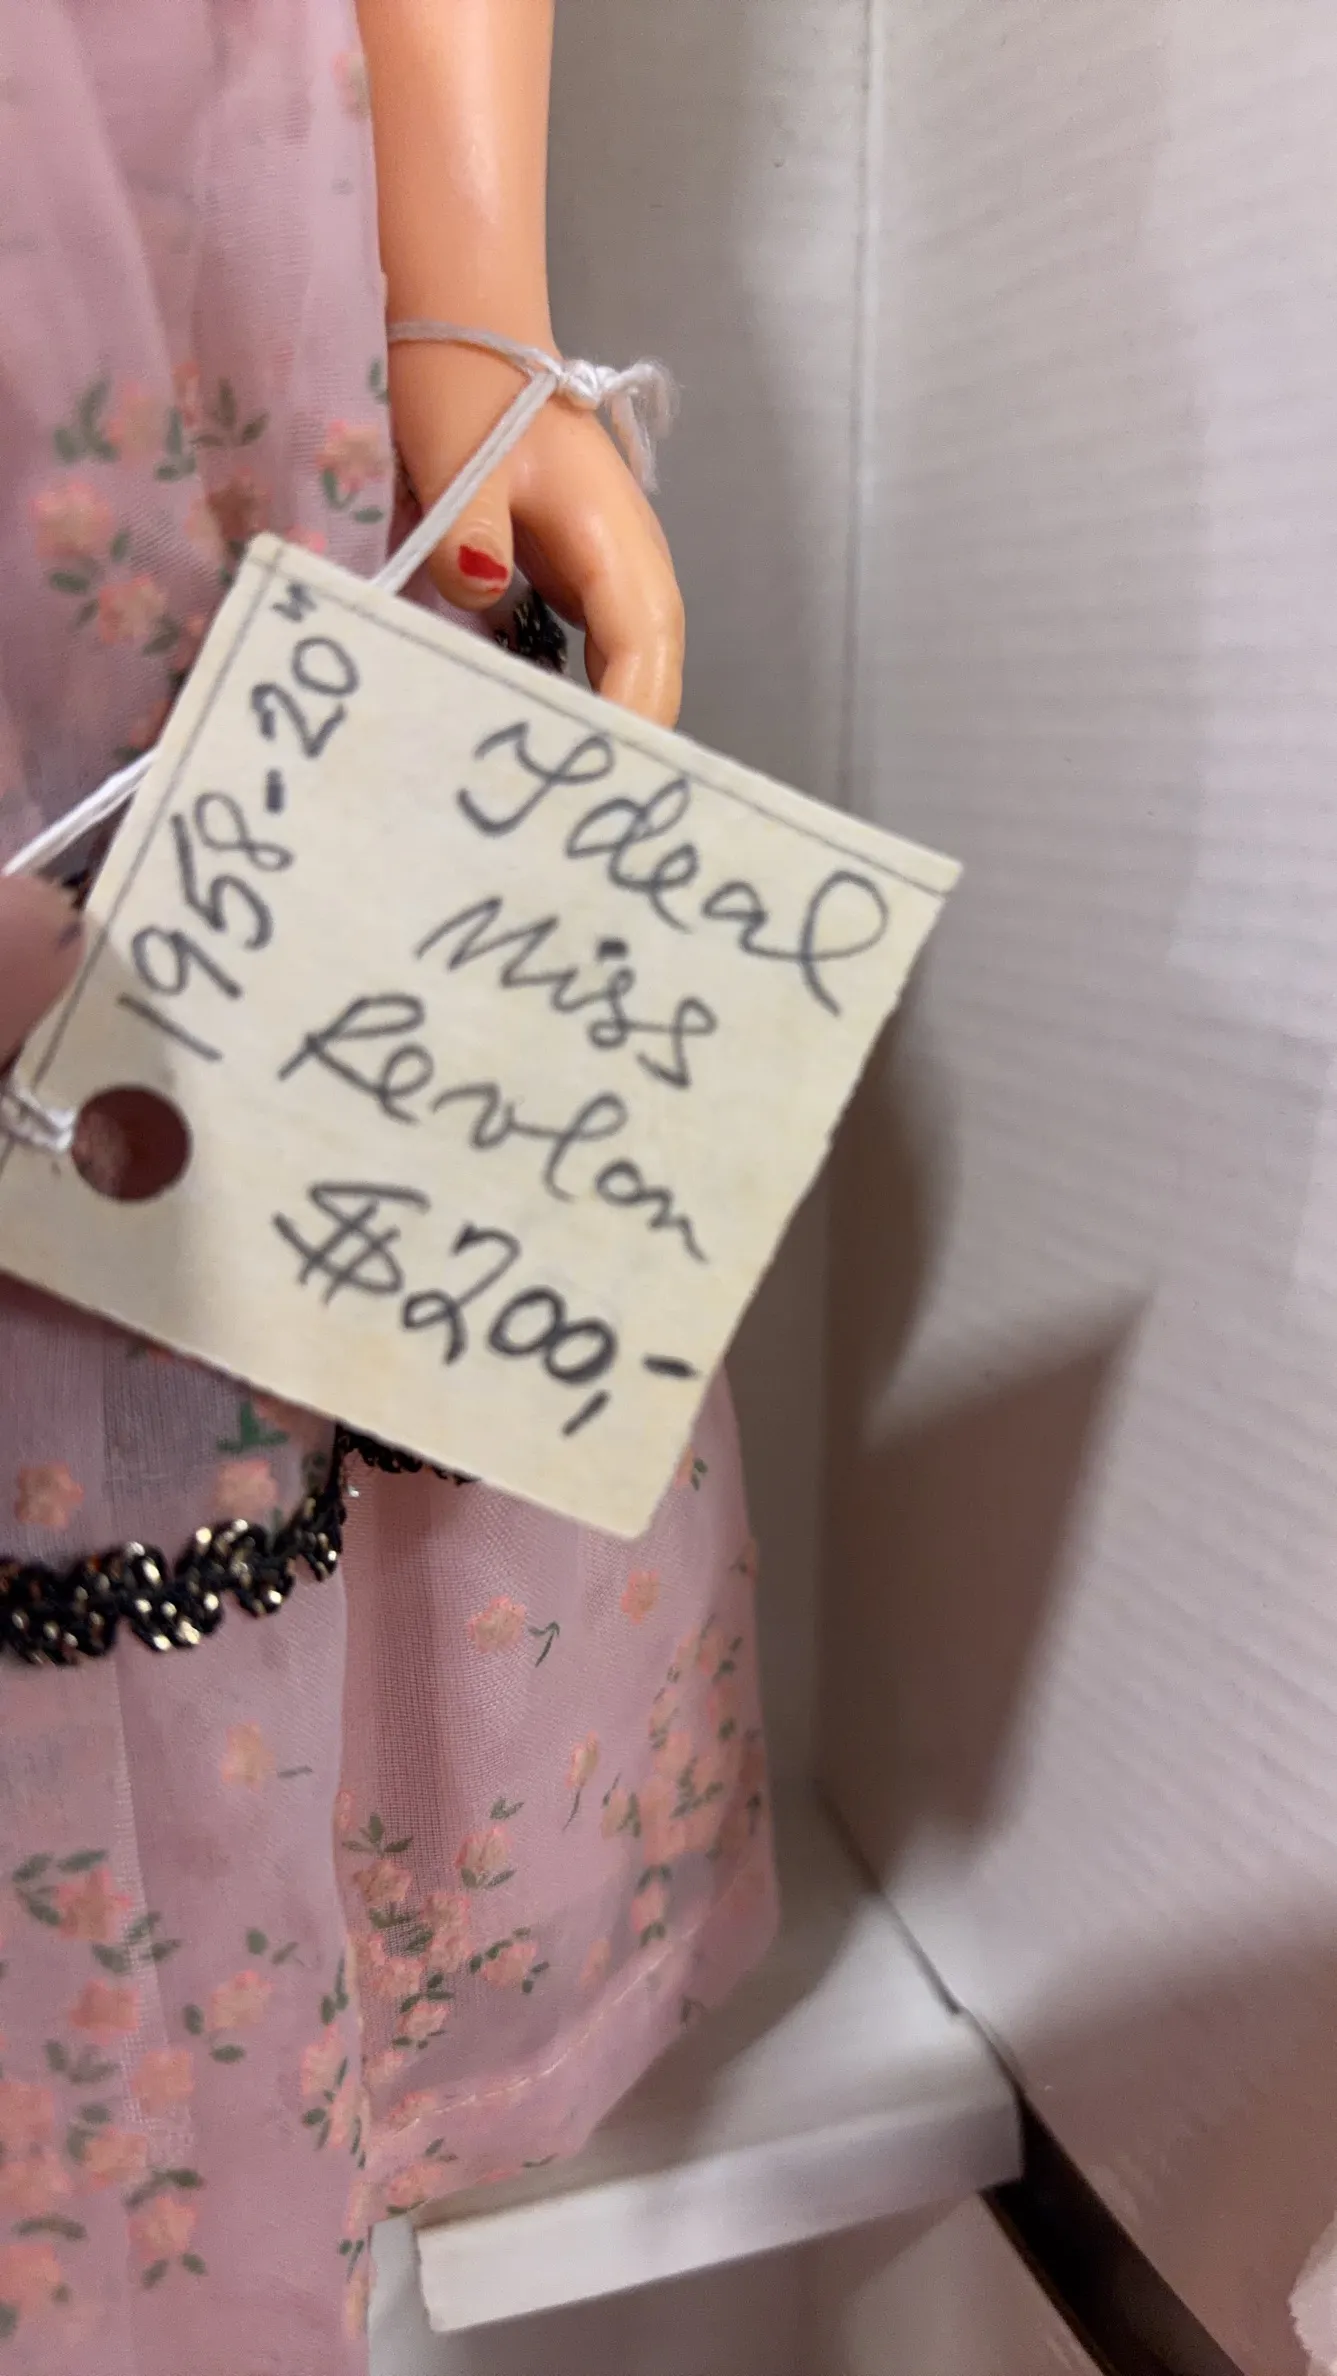 1958-20"
Ideal
Miss
Revlon
$200,-